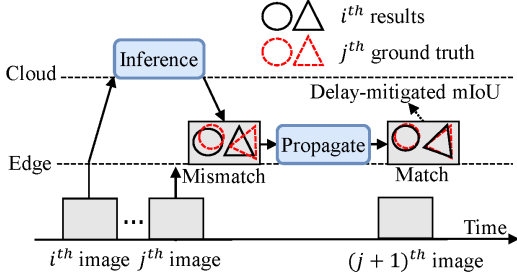 i^th results
j^th ground truth
Inference
Cloud
Delay-mitigated mIoU
Propagate
Edge
Mismatch
Match
...
Time
i^th image
j^th image
(j + 1)^th image